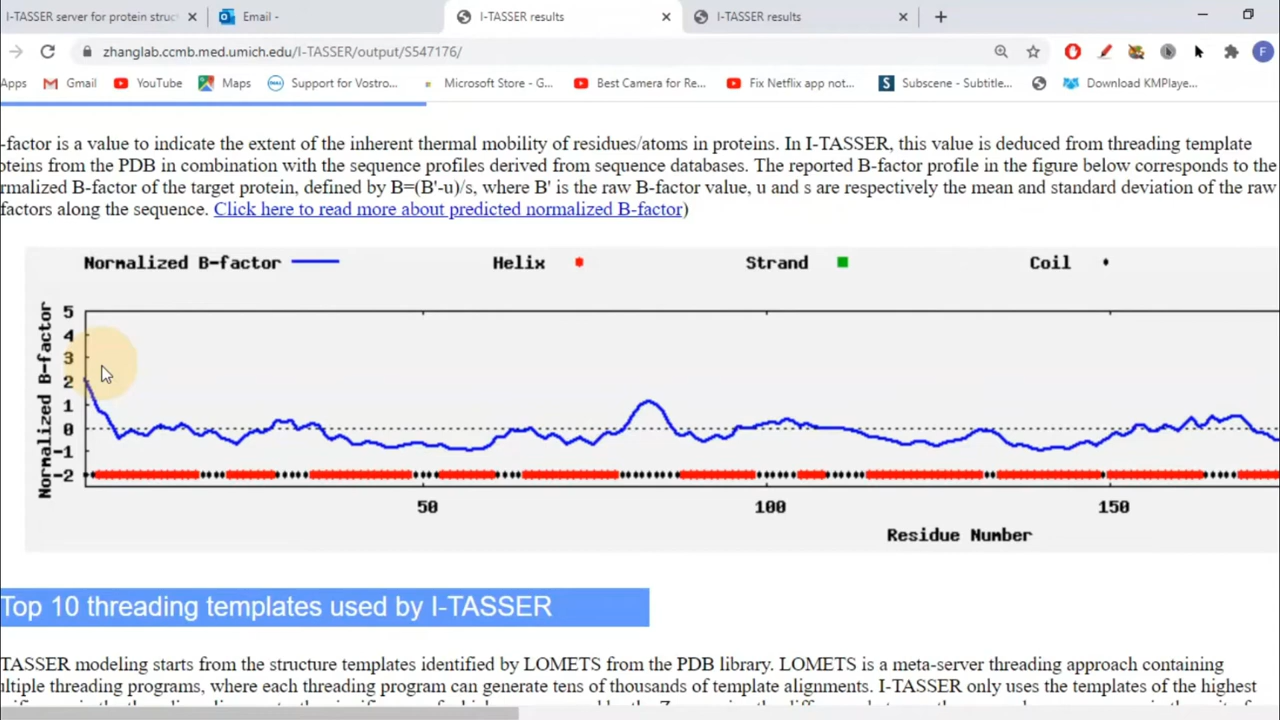 I-TASSER server for protein struc
Email -
I-TASSER results
I-TASSER results
zhanglab.ccmb.med.umich.edu/I-TASSER/output/S547176/
F
Apps
Gmail
YouTube
Maps
Support for Vostro...
Microsoft Store - G...
Best Camera for Re...
Fix Netflix app not...
S
Subscene - Subtitle...
Download KMPlaye...
-factor is a value to indicate the extent of the inherent thermal mobility of residues/atoms in proteins. In I-TASSER, this value is deduced from threading template
oteins from the PDB in combination with the sequence profiles derived from sequence databases. The reported B-factor profile in the figure below corresponds to the
rmalized B-factor of the target protein, defined by B=(B'-u)/s, where B' is the raw B-factor value, u and s are respectively the mean and standard deviation of the raw
factors along the sequence. Click here to read more about predicted normalized B-factor)
Normalized B-factor
Helix
Strand
Coil
Normalized B-factor
5
4
3
2
1
0
-1
-2
50
100
150
Residue Number
Top 10 threading templates used by I-TASSER
TASSER modeling starts from the structure templates identified by LOMETS from the PDB library. LOMETS is a meta-server threading approach containing
ultiple threading programs, where each threading program can generate tens of thousands of template alignments. I-TASSER only uses the templates of the highest